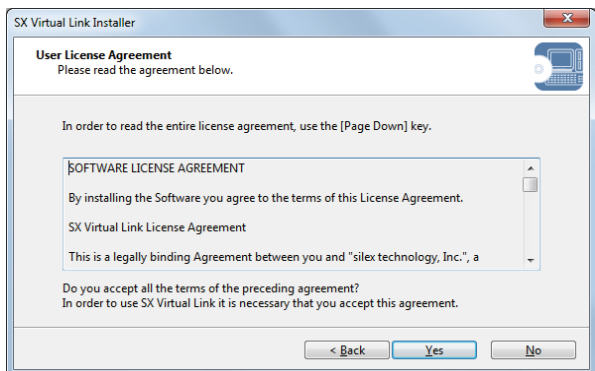 SX Virtual Link Installer
User License Agreement
Please read the agreement below.
In order to read the entire license agreement, use the [Page Down] key.
SOFTWARE LICENSE AGREEMENT
By installing the Software you agree to the terms of this License Agreement.
SX Virtual Link License Agreement
This is a legally binding Agreement between you and "silex technology, Inc.", a
Do you accept all the terms of the preceding agreement?
In order to use SX Virtual Link it is necessary that you accept this agreement.
< Back Yes No